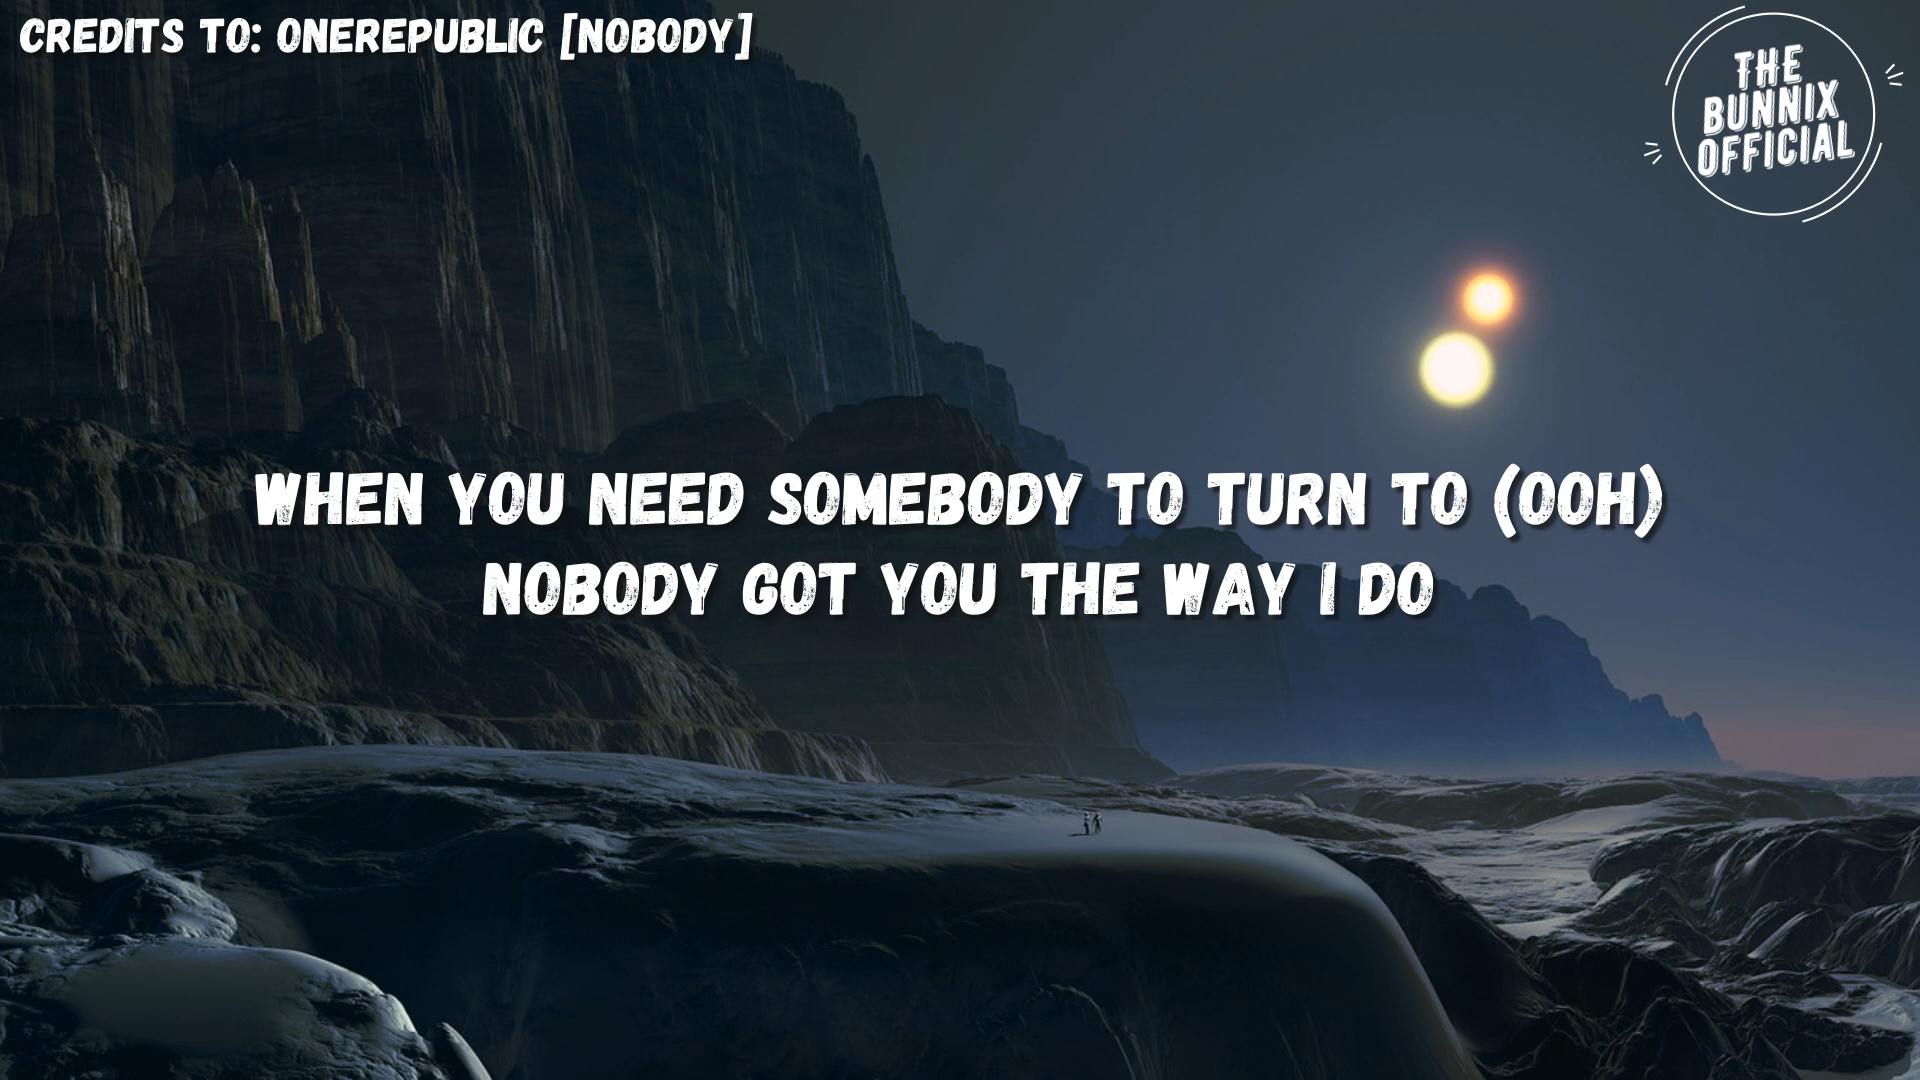 CREDITS TO: ONEREPUBLIC [NOBODY]
THE
BUNNIX
OFFICIAL
WHEN YOU NEED SOMEBODY TO TURN TO (OOH)
NOBODY GOT YOU THE WAY I DO